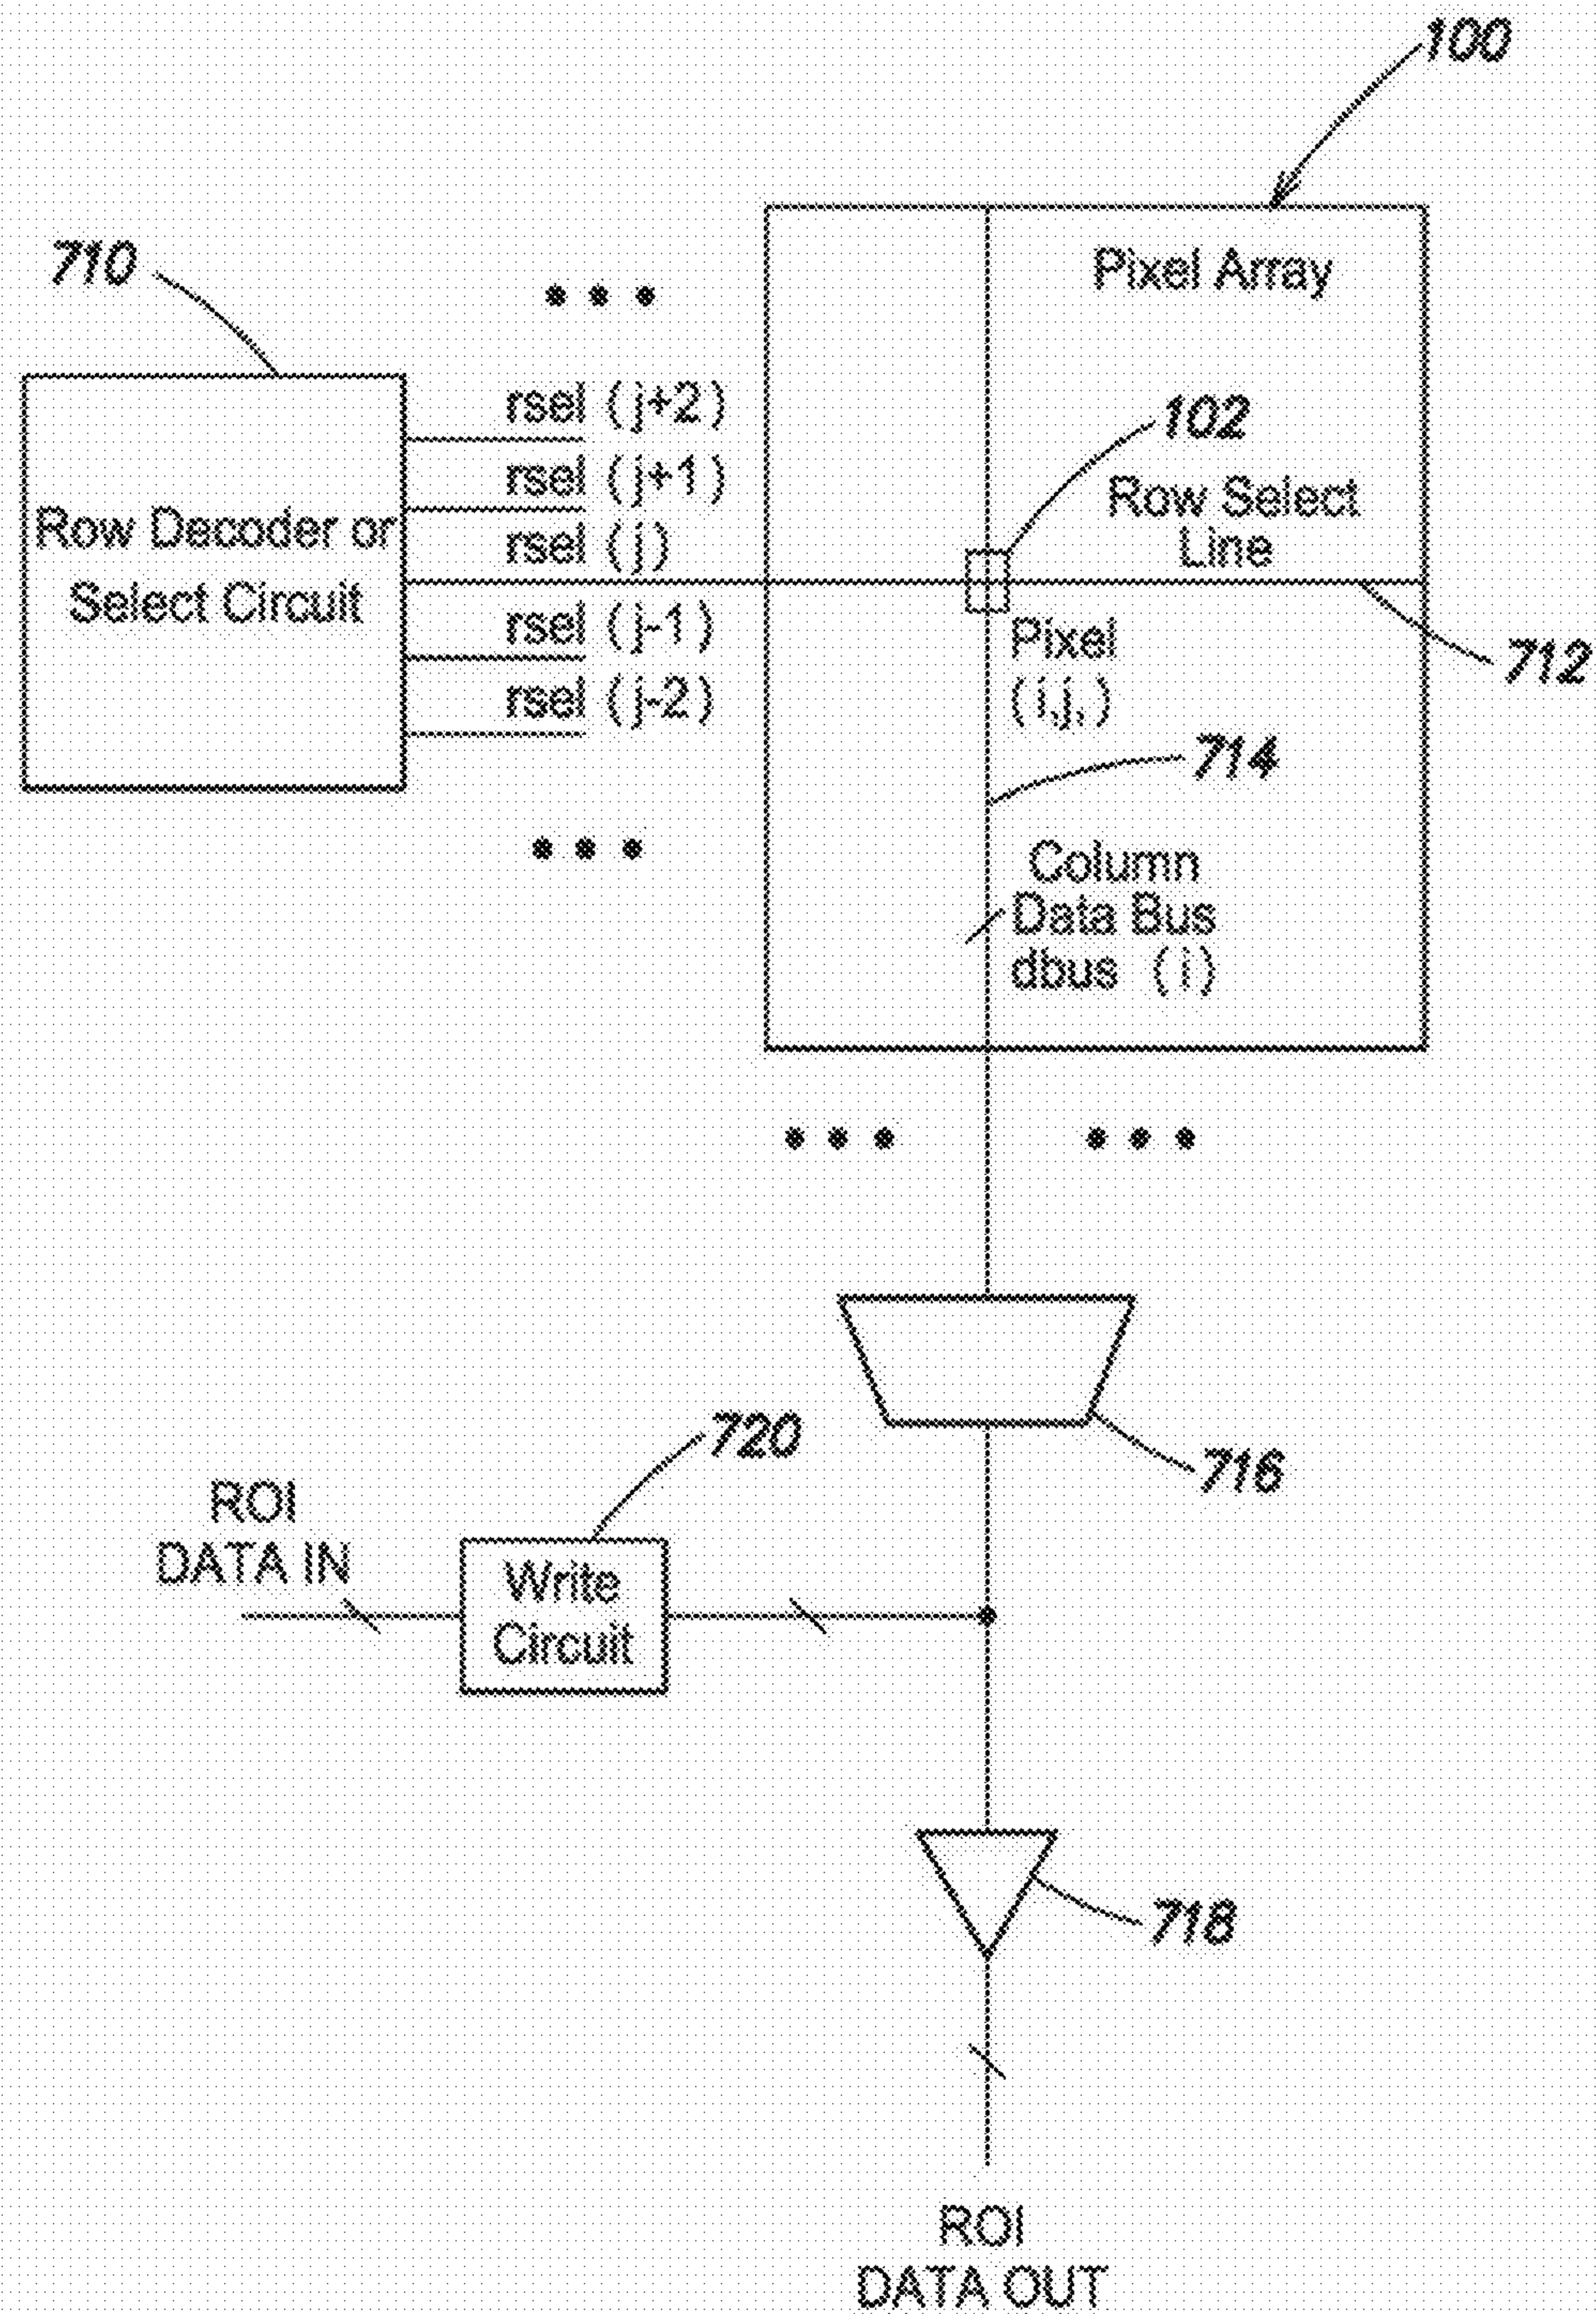 100
710
Pixel Array
rsel (j+2)
102
rsel (j+1)
Row Select
Line
Row Decoder or
Select Circuit
rsel (j)
rsel (j-1)
rsel (j-2)
Pixel
(i,j,)
712
714
Column
Data Bus
dbus (i)
716
720
ROI
DATA IN
Write
Circuit
718
ROI
DATA OUT